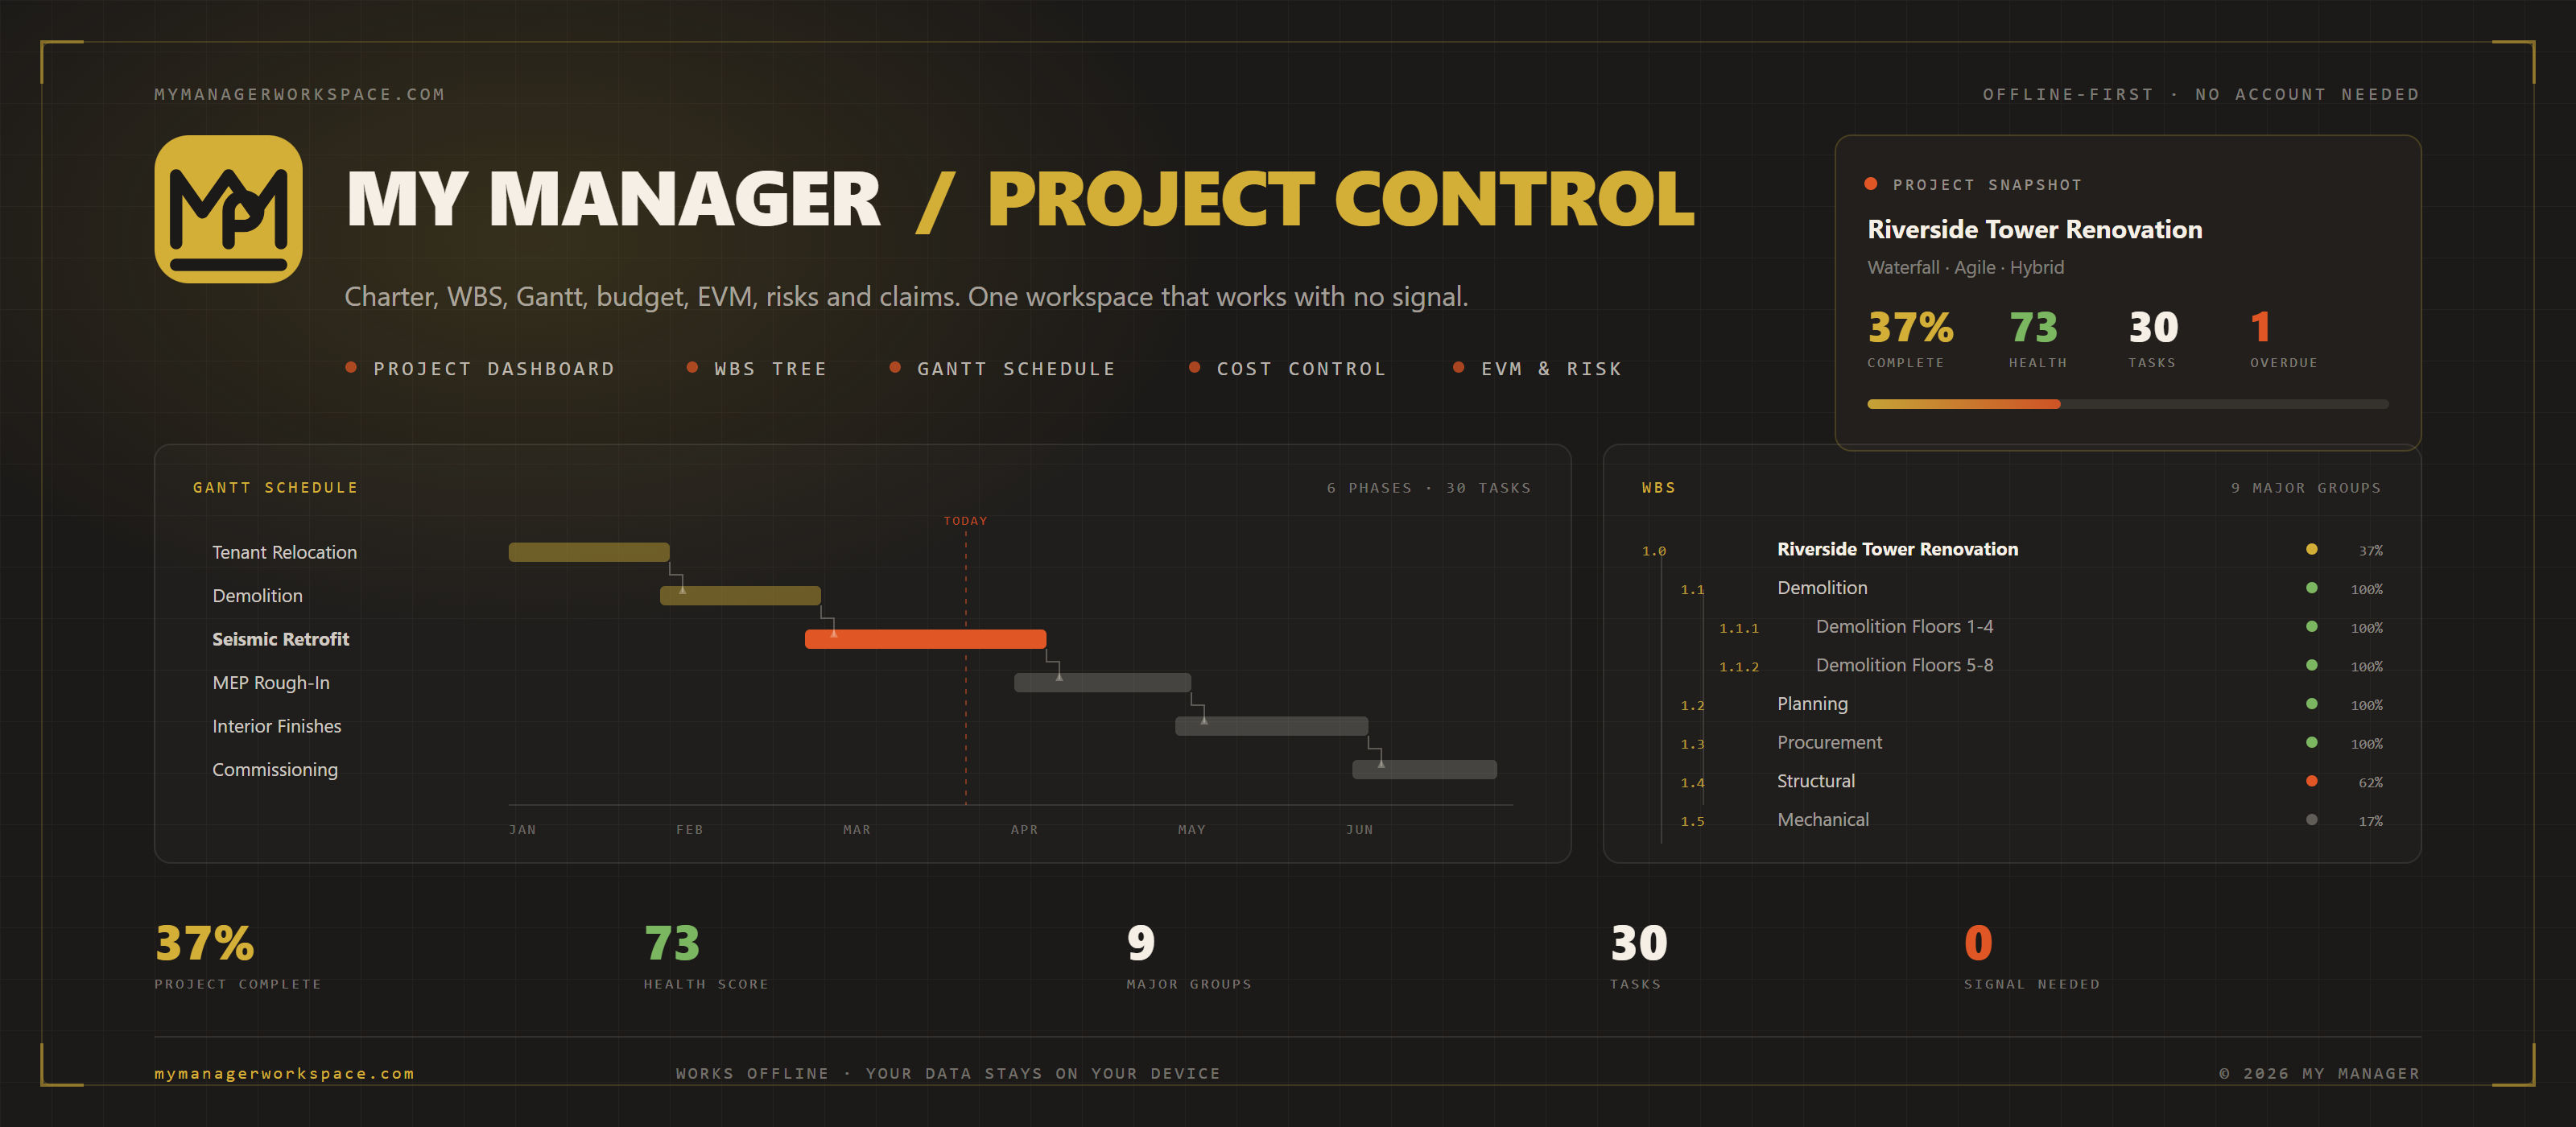 MYMANAGERWORKSPACE.COM
OFFLINE-FIRST · NO ACCOUNT NEEDED
MY MANAGER / PROJECT CONTROL
Charter, WBS, Gantt, budget, EVM, risks and claims. One workspace that works with no signal.
PROJECT DASHBOARD
WBS TREE
GANTT SCHEDULE
COST CONTROL
EVM & RISK
PROJECT SNAPSHOT
Riverside Tower Renovation
Waterfall · Agile · Hybrid
37% 73 30 1
COMPLETE HEALTH TASKS OVERDUE
GANTT SCHEDULE
6 PHASES · 30 TASKS
TODAY
Tenant Relocation
Demolition
Seismic Retrofit
MEP Rough-In
Interior Finishes
Commissioning
JAN FEB MAR APR MAY JUN
WBS
9 MAJOR GROUPS
1.0 Riverside Tower Renovation 37%
1.1 Demolition 100%
1.1.1 Demolition Floors 1-4 100%
1.1.2 Demolition Floors 5-8 100%
1.2 Planning 100%
1.3 Procurement 100%
1.4 Structural 62%
1.5 Mechanical 17%
37% 73 9 30 0
PROJECT COMPLETE HEALTH SCORE MAJOR GROUPS TASKS SIGNAL NEEDED
mymanagerworkspace.com
WORKS OFFLINE · YOUR DATA STAYS ON YOUR DEVICE
© 2026 MY MANAGER